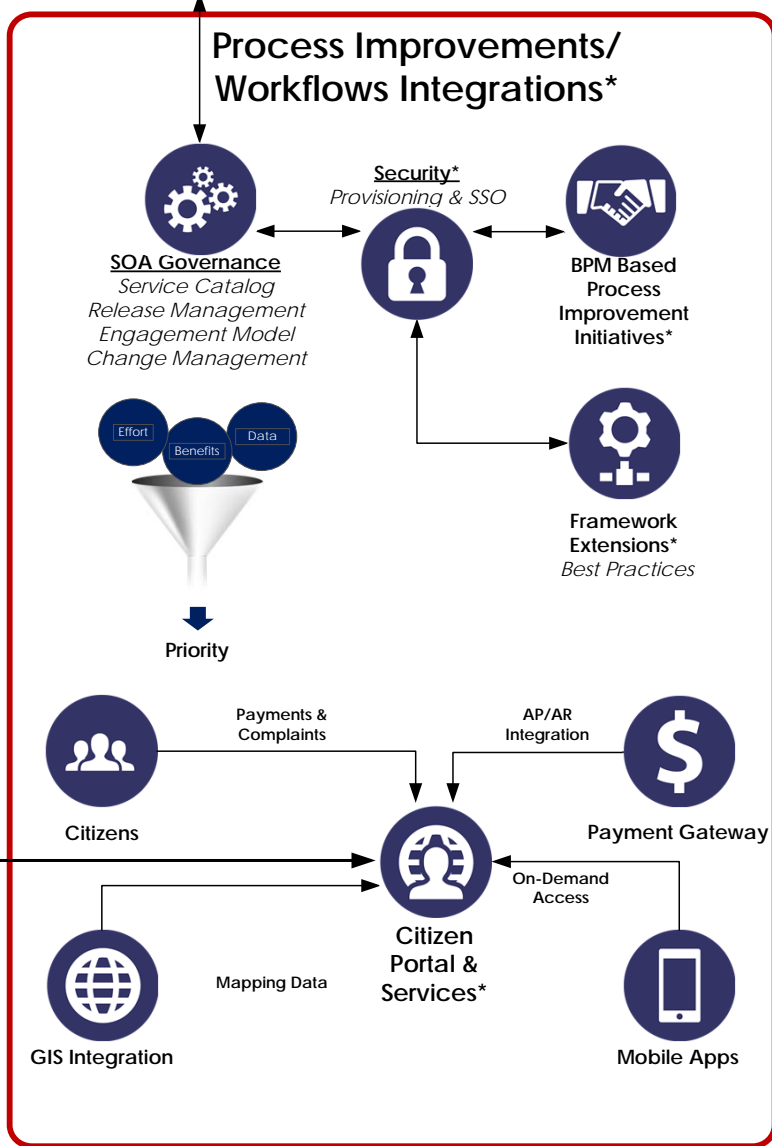 Process Improvements/
Workflows Integrations*
Security*
Provisioning & SSO
SOA Governance
Service Catalog
Release Management
Engagement Model
Change Management
BPM Based
Process
Improvement
Initiatives*
Effort
Benefits
Data
Framework
Extensions*
Best Practices
Priority
Payments &
Complaints
AP/AR
Integration
Citizens
Payment Gateway
On-Demand
Access
Citizen
Portal &
Services*
Mapping Data
GIS Integration
Mobile Apps